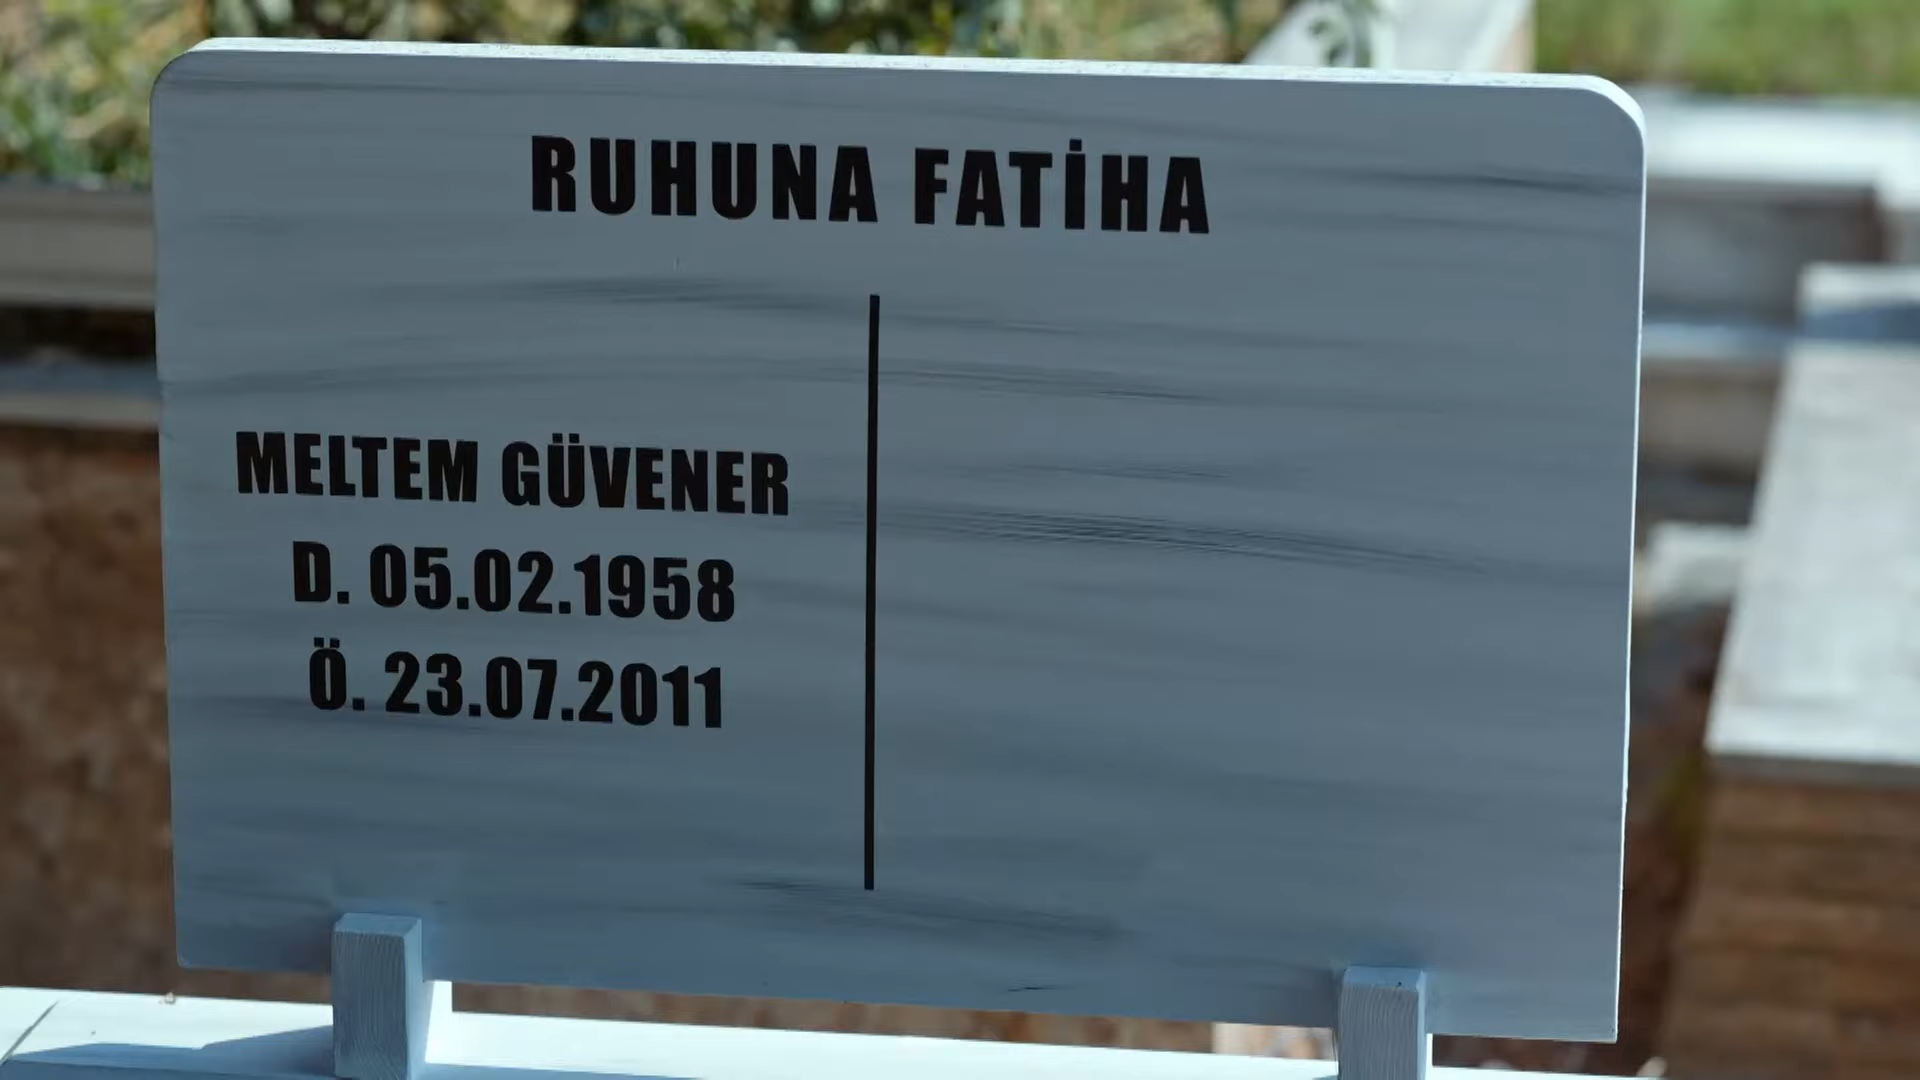 RUHUNA FATİHA
MELTEM GÜVENER
D. 05.02.1958
Ö. 23.07.2011